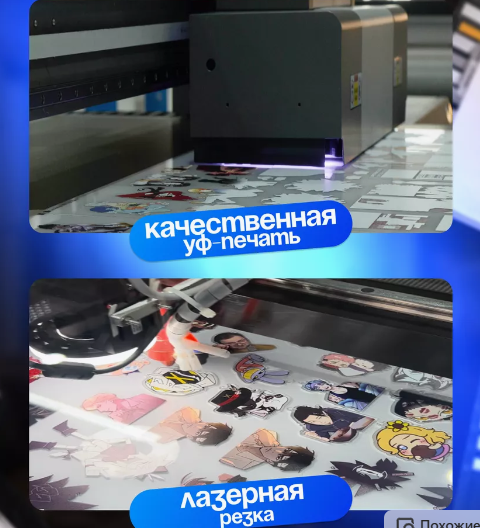 качественная
уф-печать
лазерная
резка
Похожие